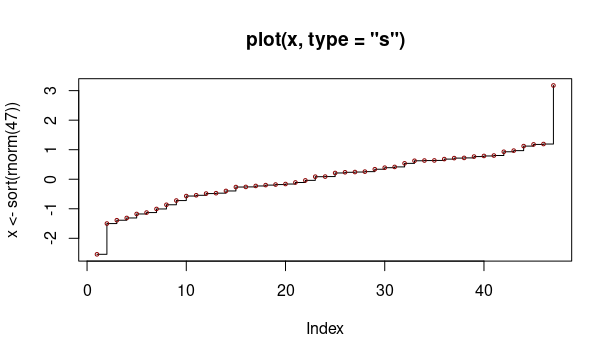 plot(x, type = "s")
x <- sort(rnorm(47))
3
2
1
0
-1
-2
0 10 20 30 40
Index